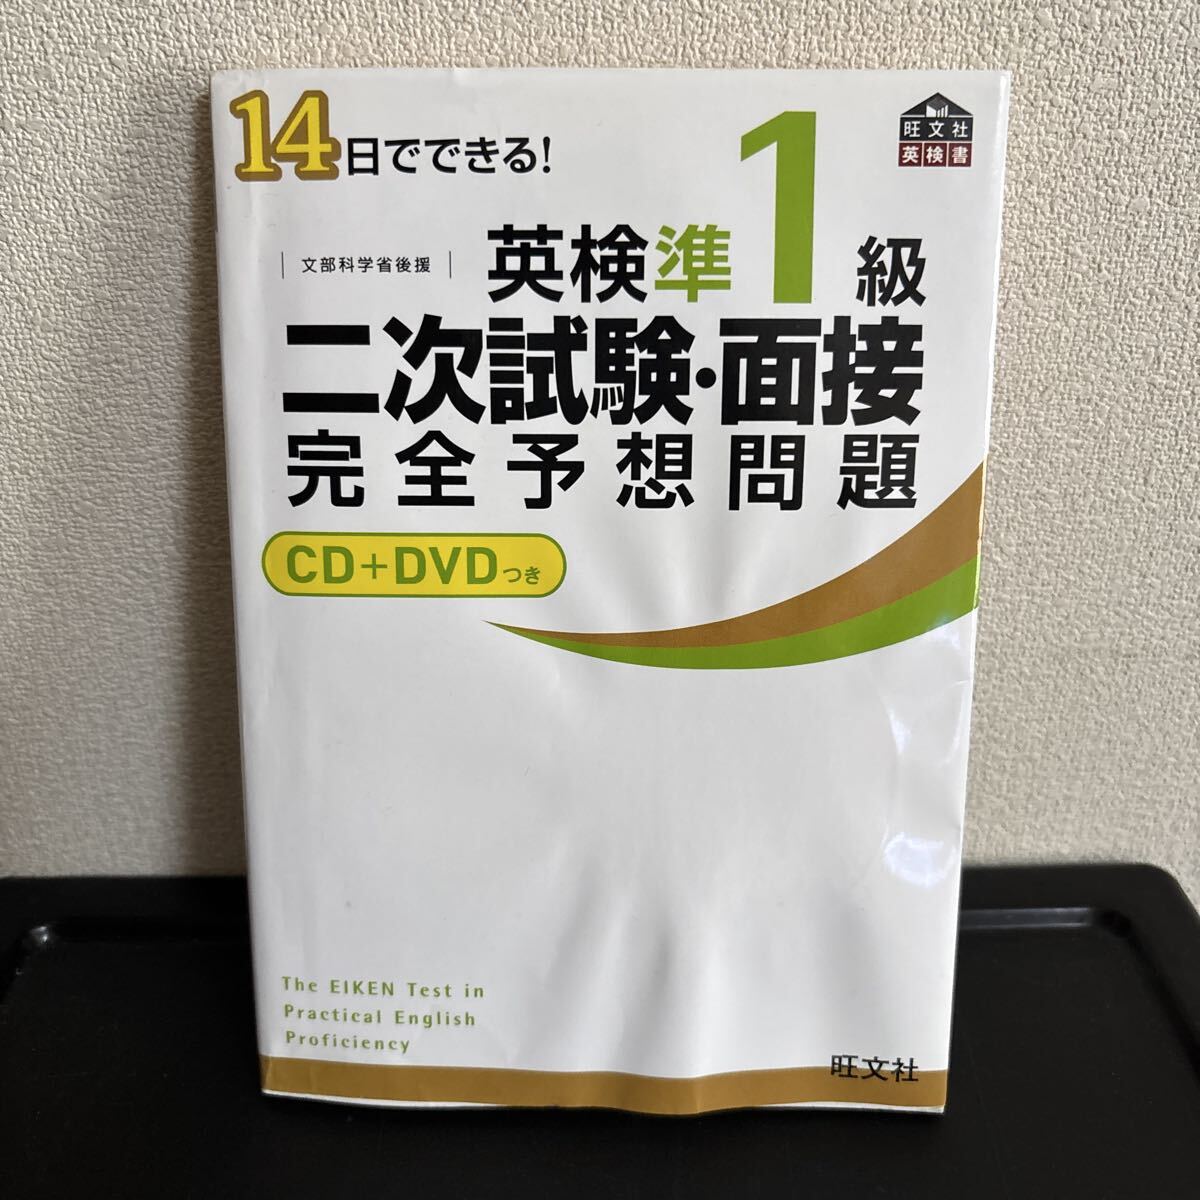 14日でできる!
旺文社
英検書
文部科学省後援
英検準1級
二次試験・面接
完全予想問題
CD+DVDつき
The EIKEN Test in
Practical English
Proficiency
旺文社